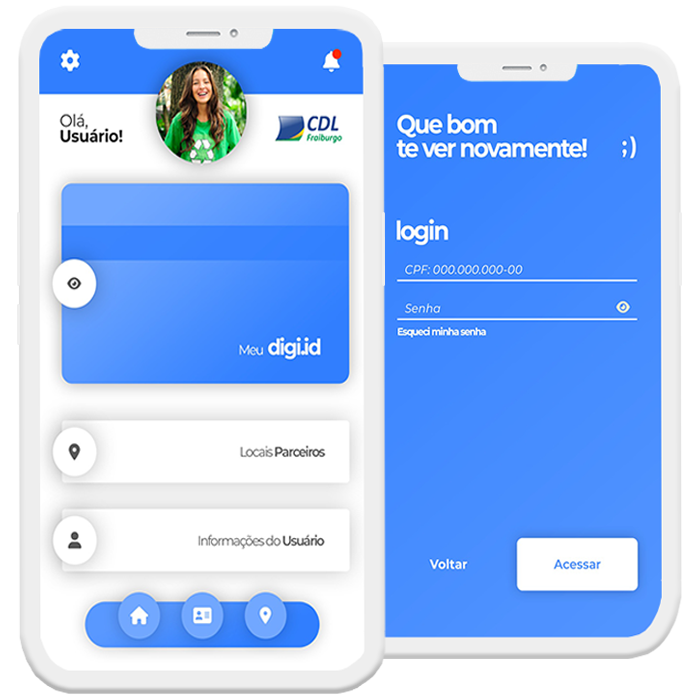 Olá,
Usuário!
CDL
Fraiburgo
Meu digi.id
Locais Parceiros
Informações do Usuário
Que bom
te ver novamente! ;)
login
CPF: 000.000.000-00
Senha
Esqueci minha senha
Voltar
Acessar